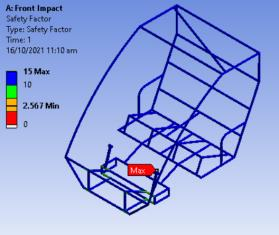 A: Front Impact
Safety Factor
Type: Safety Factor
Time: 1
16/10/2021 11:10 am
15 Max
10
2.567 Min
0
Max